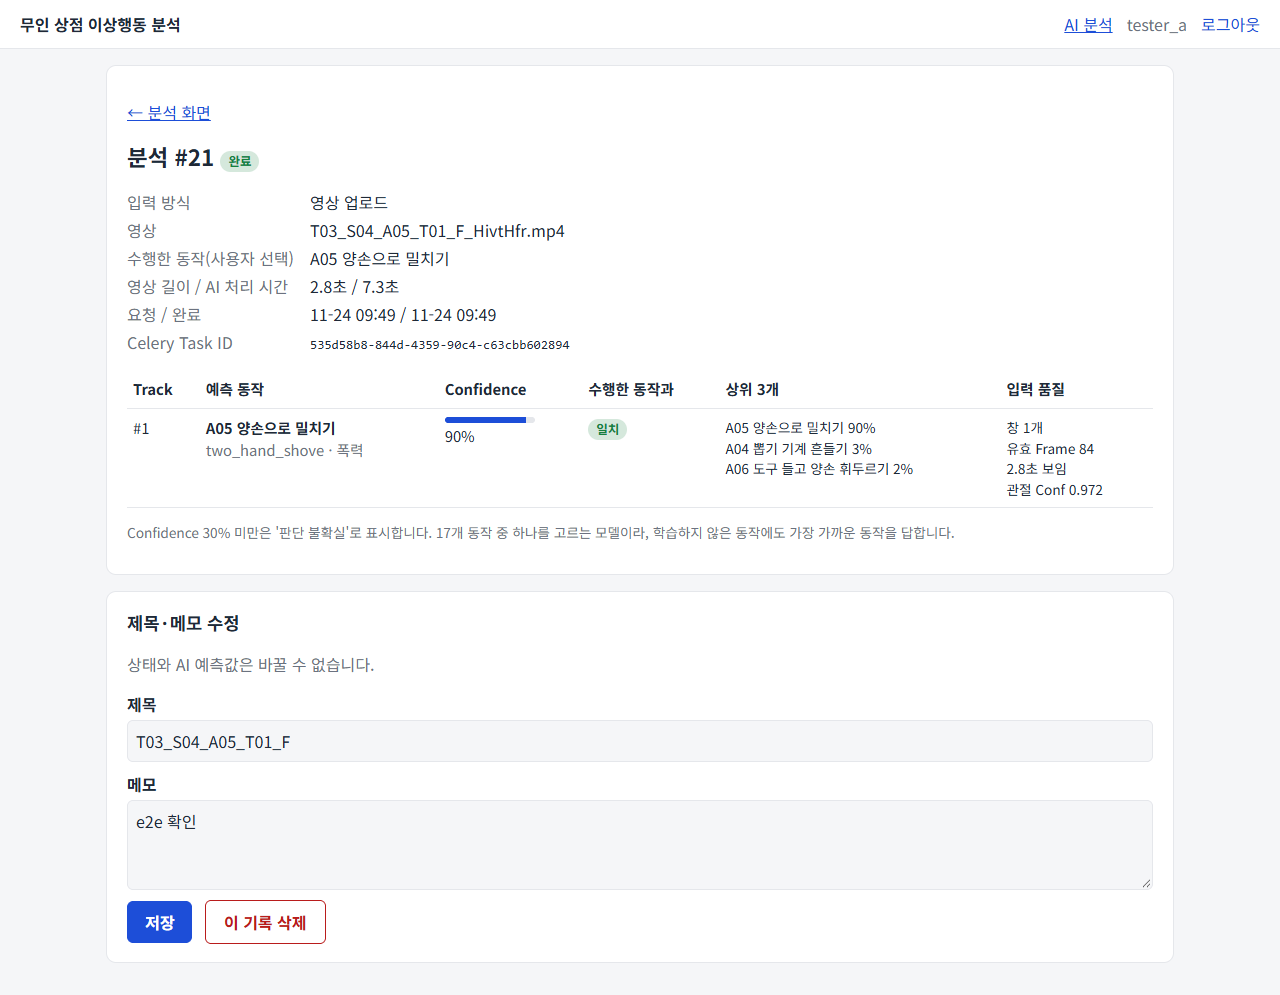 무인 상점 이상행동 분석
AI 분석 tester_a 로그아웃
← 분석 화면
분석 #21 완료
입력 방식 영상 업로드
영상 T03_S04_A05_T01_F_HivtHfr.mp4
수행한 동작(사용자 선택) A05 양손으로 밀치기
영상 길이 / AI 처리 시간 2.8초 / 7.3초
요청 / 완료 11-24 09:49 / 11-24 09:49
Celery Task ID 535d58b8-844d-4359-90c4-c63cbb602894
Track 예측 동작 Confidence 수행한 동작과 상위 3개 입력 품질
#1 A05 양손으로 밀치기 일치 A05 양손으로 밀치기 90% 창 1개
two_hand_shove · 폭력 90% A04 뽑기 기계 흔들기 3% 유효 Frame 84
A06 도구 들고 양손 휘두르기 2% 2.8초 보임
관절 Conf 0.972
Confidence 30% 미만은 '판단 불확실'로 표시합니다. 17개 동작 중 하나를 고르는 모델이라, 학습하지 않은 동작에도 가장 가까운 동작을 답합니다.
제목·메모 수정
상태와 AI 예측값은 바꿀 수 없습니다.
제목
T03_S04_A05_T01_F
메모
e2e 확인
저장 이 기록 삭제